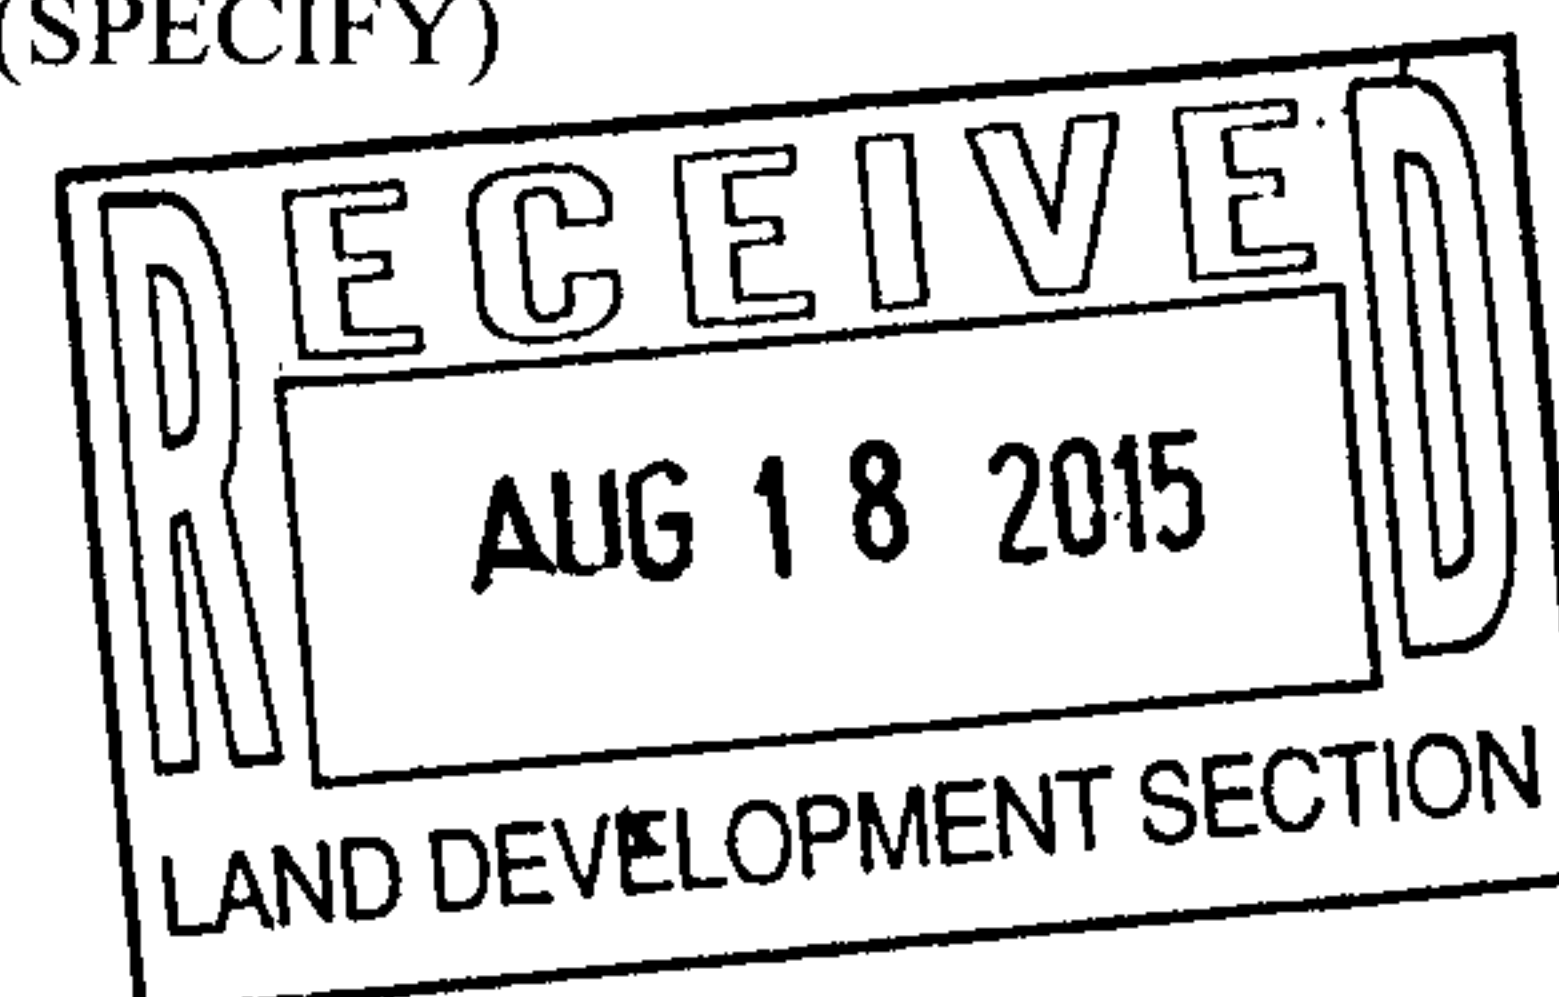 (SPECIFY)
RECEIVED
AUG 18 2015
LAND DEVELOPMENT SECTION